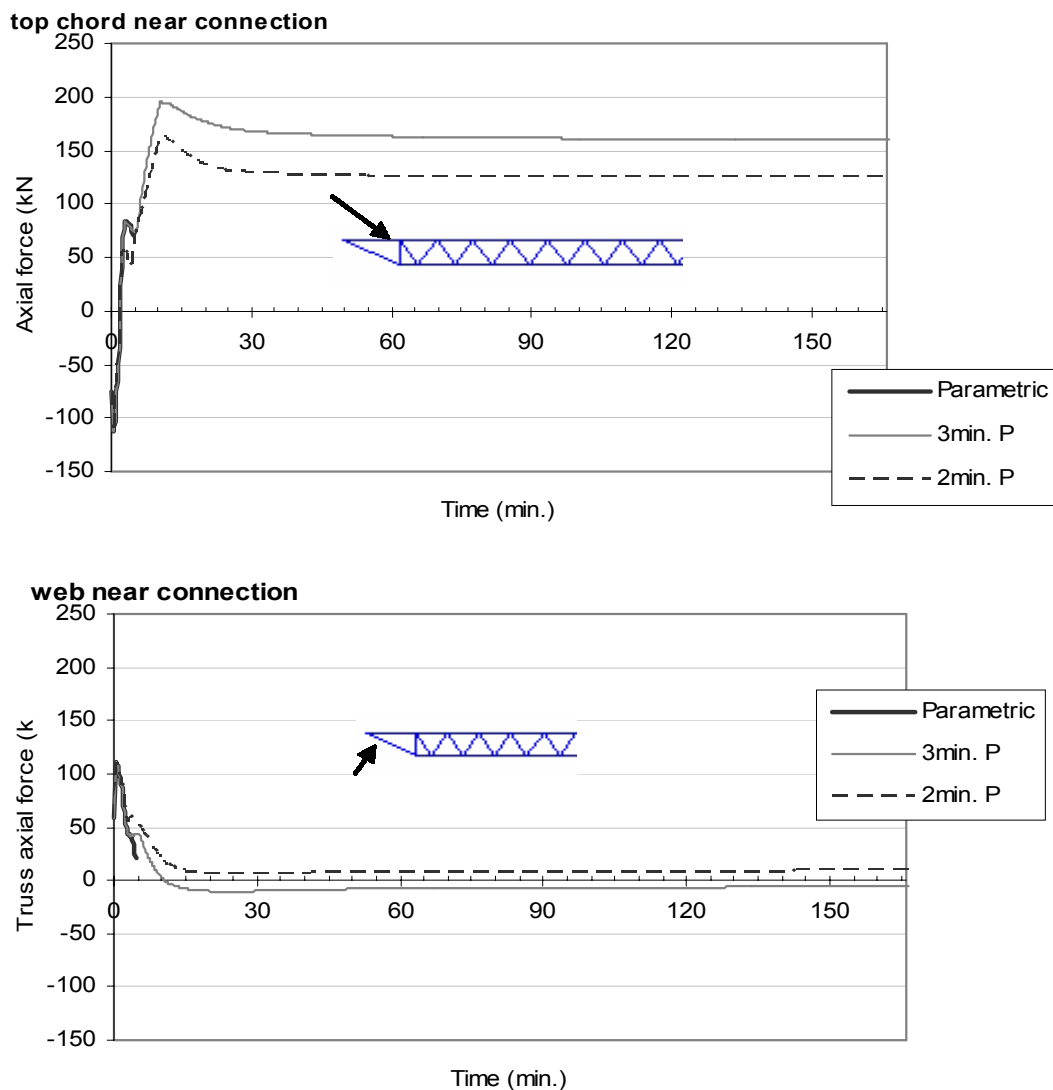 top chord near connection
250
200
150
100
50
0
-50
-100
-150
Axial force (kN
0 30 60 90 120 150
Time (min.)
Parametric
3min. P
2min. P
web near connection
250
200
150
100
50
0
-50
-100
-150
Truss axial force (k
0 30 60 90 120 150
Time (min.)
Parametric
3min. P
2min. P